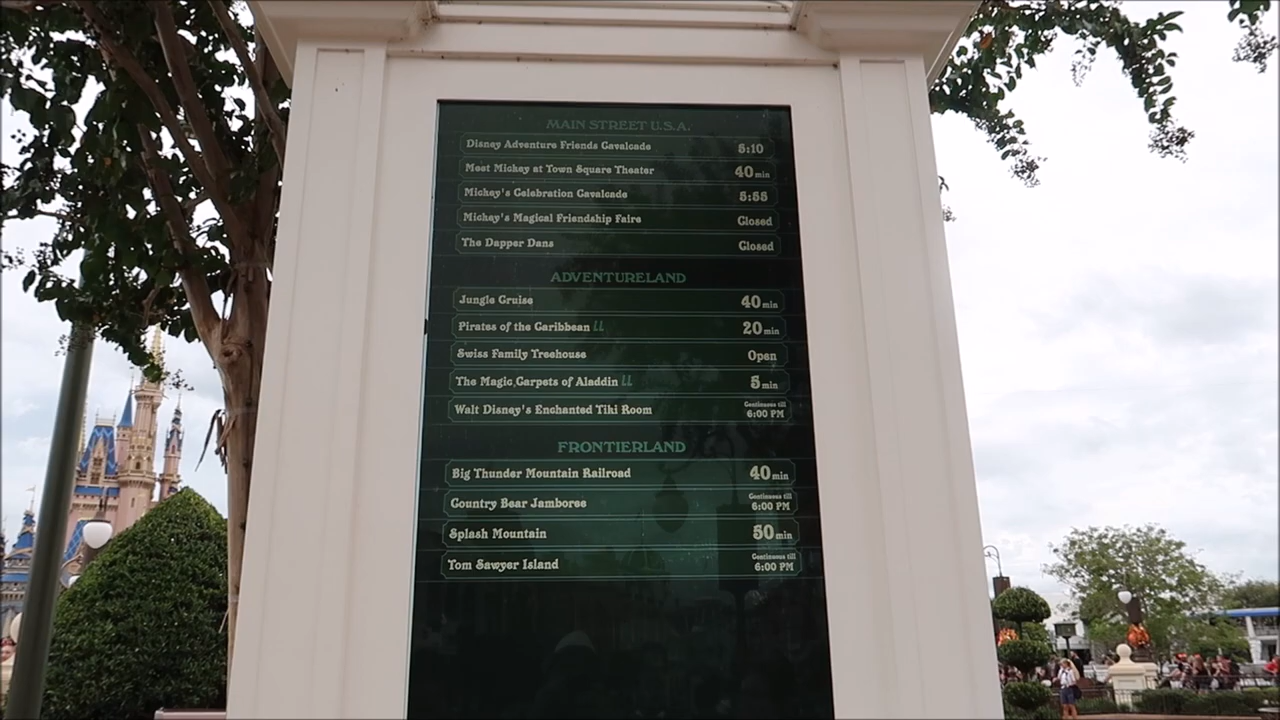 MAIN STREET U.S.A.
Disney Adventure Friends Cavalcade 5:10
Meet Mickey at Town Square Theater 40 min
Mickey's Celebration Cavalcade 5:55
Mickey's Magical Friendship Faire Closed
The Dapper Dans Closed
ADVENTURELAND
Jungle Cruise 40 min
Pirates of the Caribbean LL 20 min
Swiss Family Treehouse Open
The Magic Carpets of Aladdin LL 5 min
Walt Disney's Enchanted Tiki Room Continuous till 6:00 PM
FRONTIERLAND
Big Thunder Mountain Railroad 40 min
Country Bear Jamboree Continuous till 6:00 PM
Splash Mountain 50 min
Tom Sawyer Island Continuous till 6:00 PM